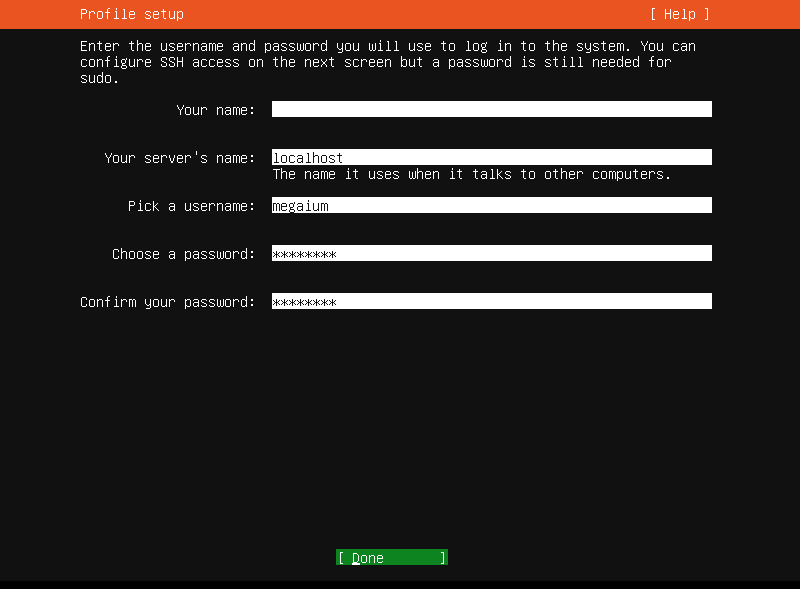 Profile setup [ Help ]
Enter the username and password you will use to log in to the system. You can
configure SSH access on the next screen but a password is still needed for
sudo.
Your name:
Your server's name: localhost
The name it uses when it talks to other computers.
Pick a username: megaium
Choose a password: ********
Confirm your password: ********
[ Done ]